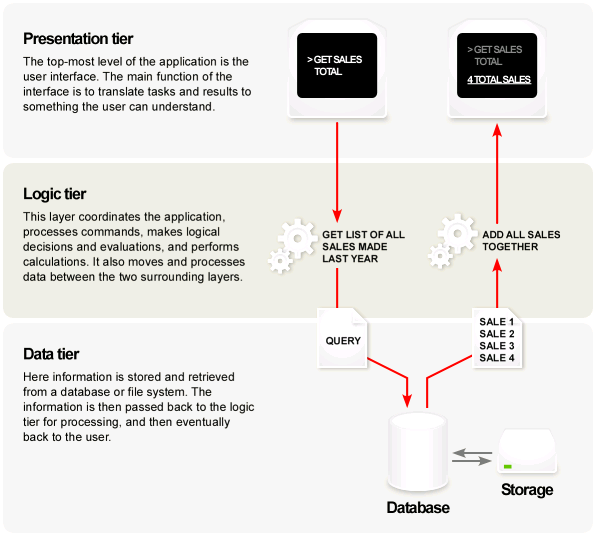 Presentation tier
The top-most level of the application is the
user interface. The main function of the
interface is to translate tasks and results to
something the user can understand.
> GET SALES
TOTAL
> GET SALES
TOTAL
4 TOTAL SALES
Logic tier
This layer coordinates the application,
processes commands, makes logical
decisions and evaluations, and performs
calculations. It also moves and processes
data between the two surrounding layers.
GET LIST OF ALL
SALES MADE
LAST YEAR
ADD ALL SALES
TOGETHER
QUERY
SALE 1
SALE 2
SALE 3
SALE 4
Data tier
Here information is stored and retrieved
from a database or file system. The
information is then passed back to the logic
tier for processing, and then eventually
back to the user.
Database
Storage